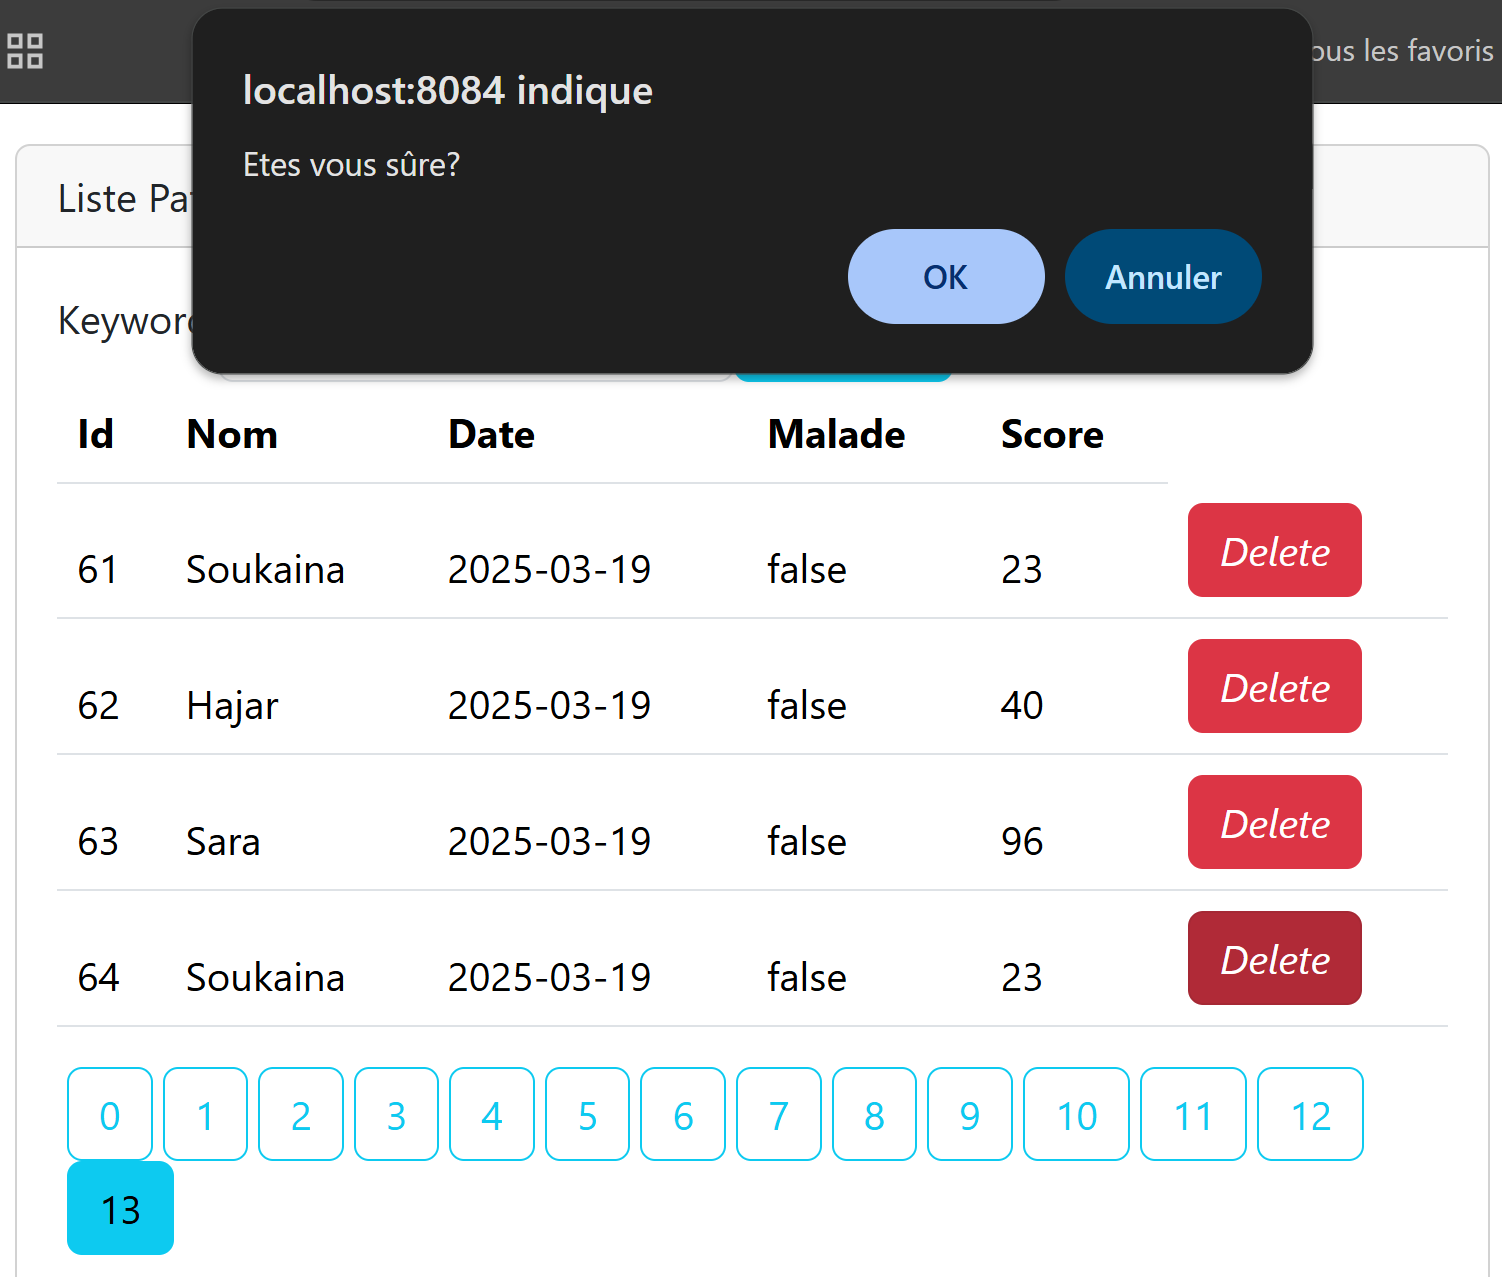 ous les favoris
localhost:8084 indique
Etes vous sûre?
OK Annuler
Liste
Id Nom Date Malade Score
61 Soukaina 2025-03-19 false 23 Delete
62 Hajar 2025-03-19 false 40 Delete
63 Sara 2025-03-19 false 96 Delete
64 Soukaina 2025-03-19 false 23 Delete
0 1 2 3 4 5 6 7 8 9 10 11 12
13